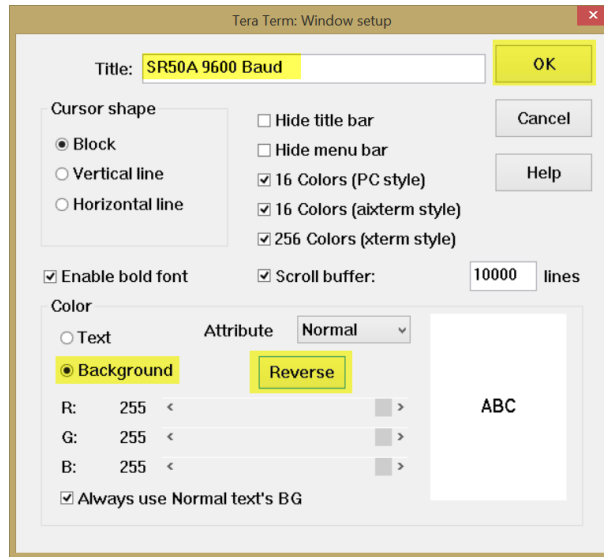 Tera Term: Window setup
Title: SR50A 9600 Baud
OK
Cursor shape
Block
Vertical line
Horizontal line
Hide title bar
Hide menu bar
16 Colors (PC style)
16 Colors (aixterm style)
256 Colors (xterm style)
Cancel
Help
Enable bold font
Scroll buffer: 10000 lines
Color
Text
Attribute Normal
Background
Reverse
R: 255
G: 255
B: 255
ABC
Always use Normal text's BG